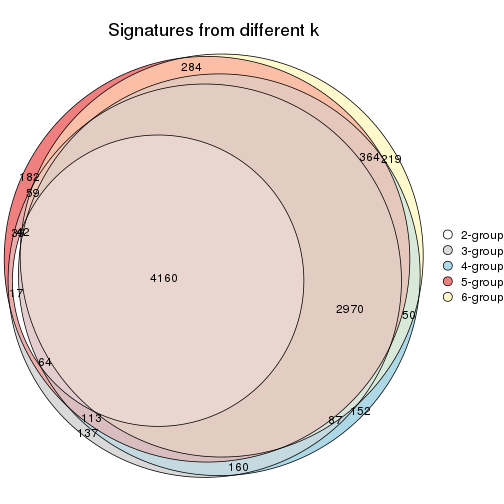 Signatures from different k
284
364
219
182
59
42
4160
17
2970
50
64
113
87
152
137
160
2-group
3-group
4-group
5-group
6-group